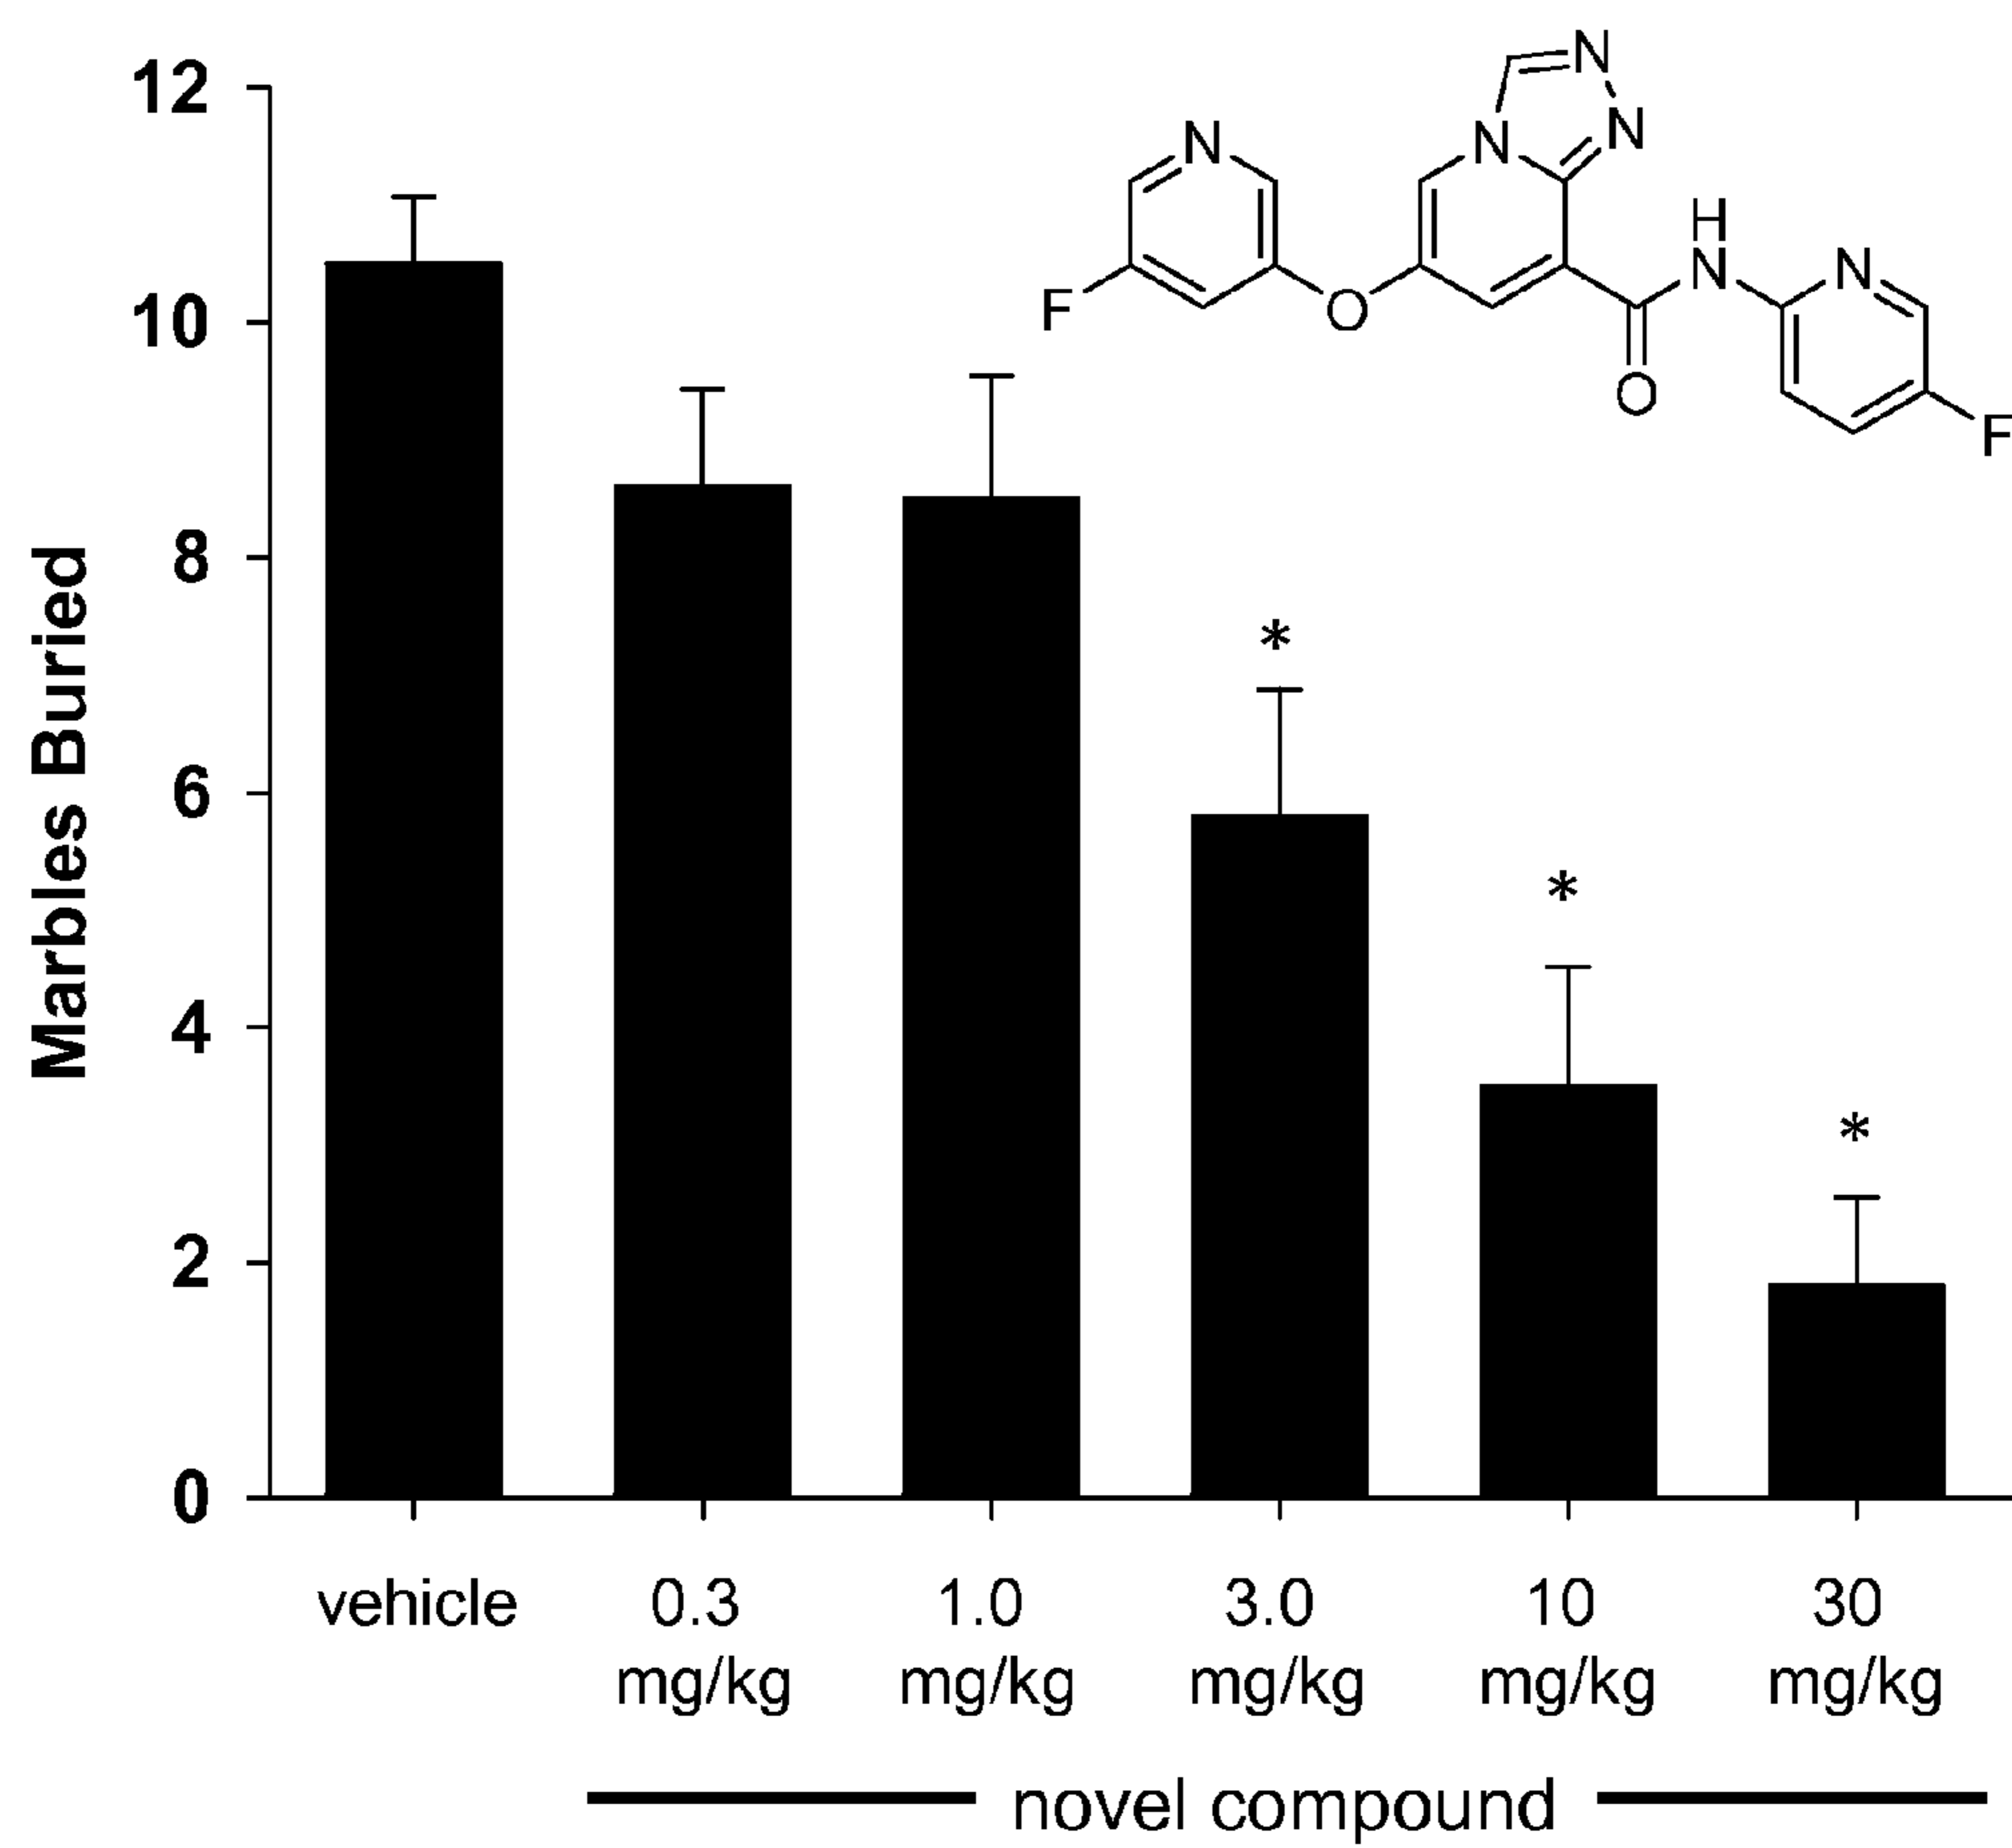 12
10
8
6
4
2
0
Marbles Buried
N
N
N
N
H
N
N
F
O
O
F
*
*
*
vehicle 0.3 1.0 3.0 10 30
mg/kg mg/kg mg/kg mg/kg mg/kg
novel compound